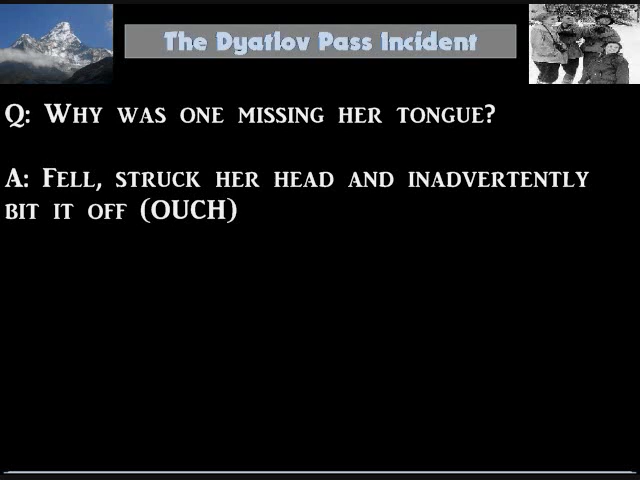 The Dyatlov Pass Incident
Q: Why was one missing her tongue?
A: Fell, struck her head and inadvertently
bit it off (OUCH)